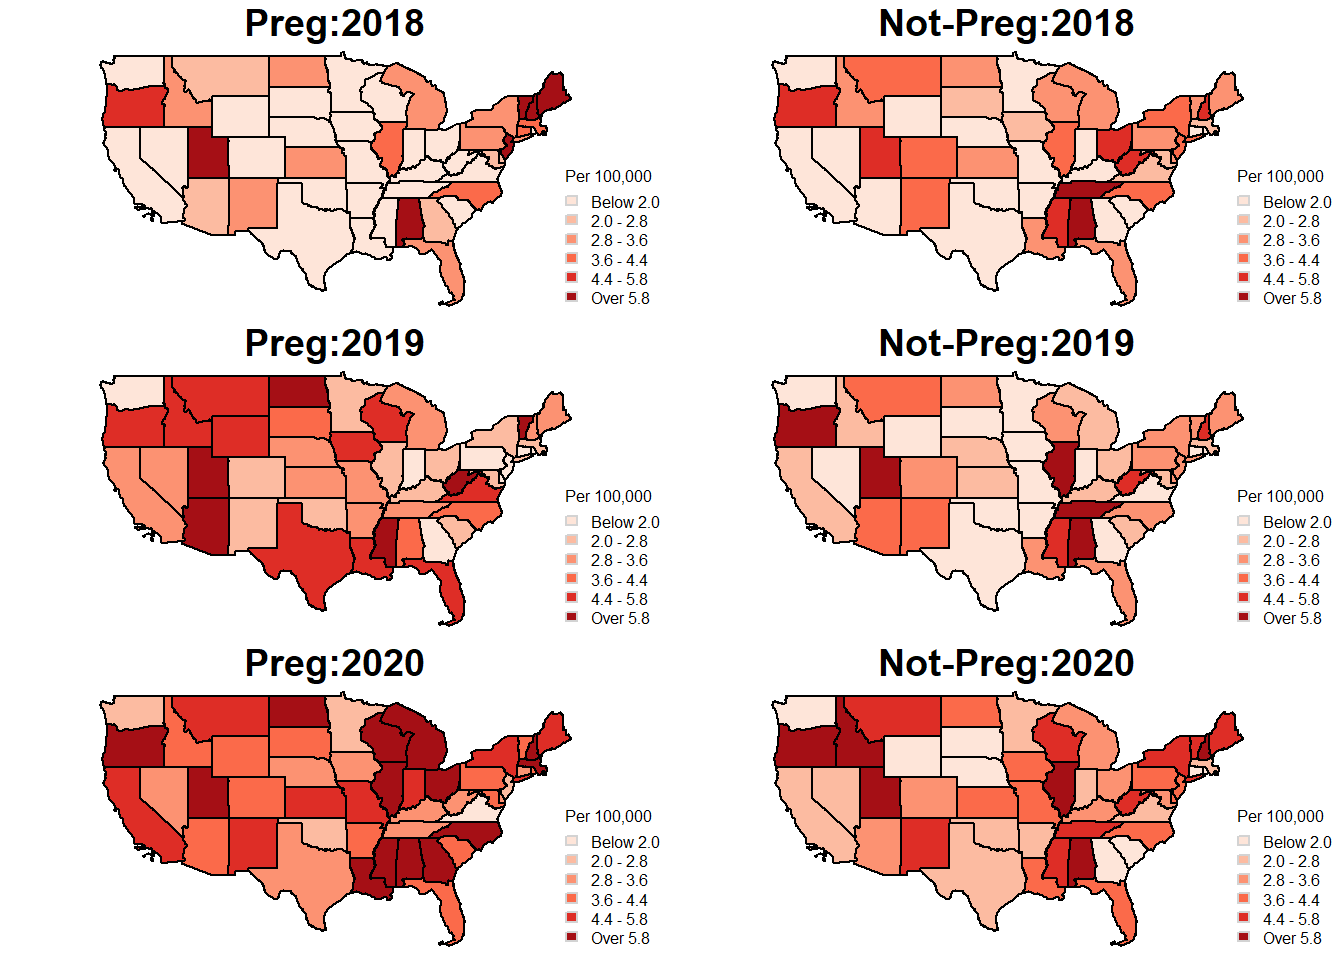 Preg:2018
Per 100,000
Below 2.0
2.0 - 2.8
2.8 - 3.6
3.6 - 4.4
4.4 - 5.8
Over 5.8
Not-Preg:2018
Per 100,000
Below 2.0
2.0 - 2.8
2.8 - 3.6
3.6 - 4.4
4.4 - 5.8
Over 5.8
Preg:2019
Per 100,000
Below 2.0
2.0 - 2.8
2.8 - 3.6
3.6 - 4.4
4.4 - 5.8
Over 5.8
Not-Preg:2019
Per 100,000
Below 2.0
2.0 - 2.8
2.8 - 3.6
3.6 - 4.4
4.4 - 5.8
Over 5.8
Preg:2020
Per 100,000
Below 2.0
2.0 - 2.8
2.8 - 3.6
3.6 - 4.4
4.4 - 5.8
Over 5.8
Not-Preg:2020
Per 100,000
Below 2.0
2.0 - 2.8
2.8 - 3.6
3.6 - 4.4
4.4 - 5.8
Over 5.8